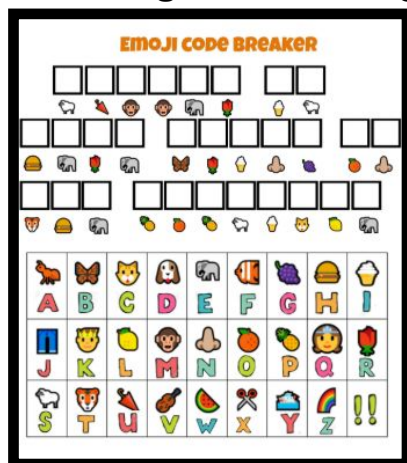 EMOJI CODE BREAKER
A B C D E F G H I
J K L M N O P Q R
S T U V W X Y Z !!